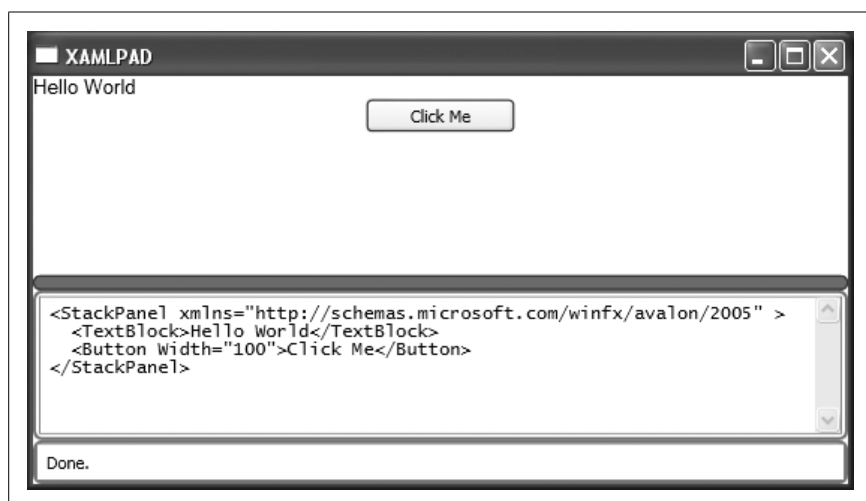 XAMLPAD
Hello World
Click Me
<StackPanel xmlns="http://schemas.microsoft.com/winfx/avalon/2005" >
  <TextBlock>Hello World</TextBlock>
  <Button Width="100">Click Me</Button>
</StackPanel>
Done.